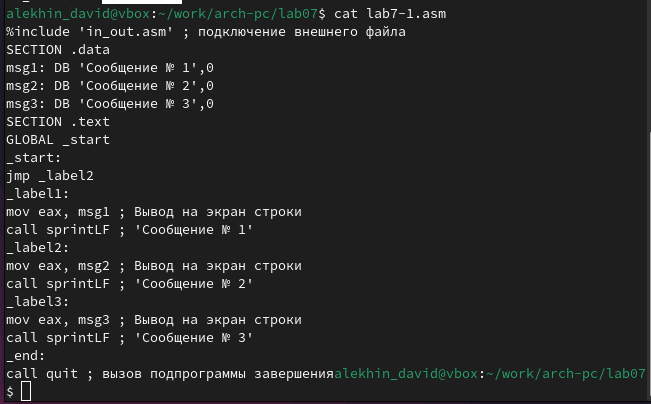 alekhin_david@vbox:~/work/arch-pc/lab07$ cat lab7-1.asm
%include 'in_out.asm' ; подключение внешнего файла
SECTION .data
msg1: DB 'Сообщение № 1',0
msg2: DB 'Сообщение № 2',0
msg3: DB 'Сообщение № 3',0
SECTION .text
GLOBAL _start
_start:
jmp _label2
_label1:
mov eax, msg1 ; Вывод на экран строки
call sprintLF ; 'Сообщение № 1'
_label2:
mov eax, msg2 ; Вывод на экран строки
call sprintLF ; 'Сообщение № 2'
_label3:
mov eax, msg3 ; Вывод на экран строки
call sprintLF ; 'Сообщение № 3'
_end:
call quit ; вызов подпрограммы завершенияalekhin_david@vbox:~/work/arch-pc/lab07
$